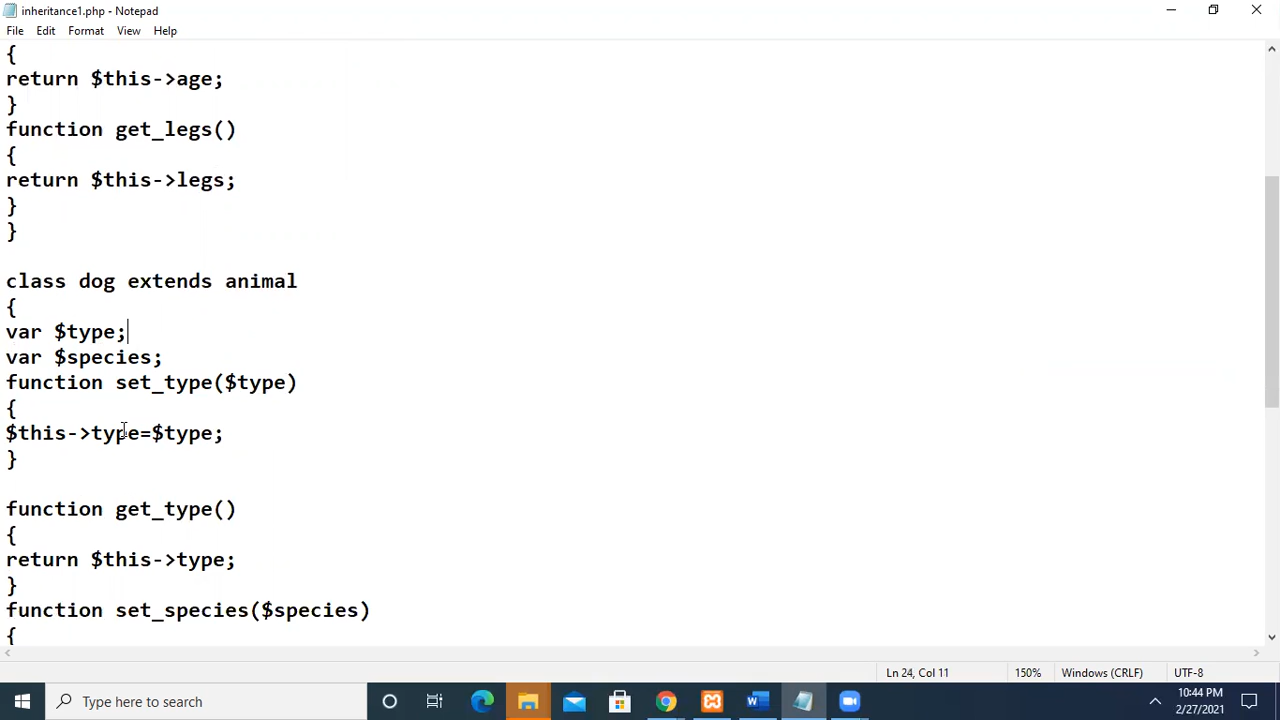 inheritance1.php - Notepad
File Edit Format View Help
{
return $this->age;
}
function get_legs()
{
return $this->legs;
}
}
class dog extends animal
{
var $type;
var $species;
function set_type($type)
{
$this->type=$type;
}
function get_type()
{
return $this->type;
}
function set_species($species)
{
Ln 24, Col 11 150% Windows (CRLF) UTF-8
Type here to search
10:44 PM
2/27/2021